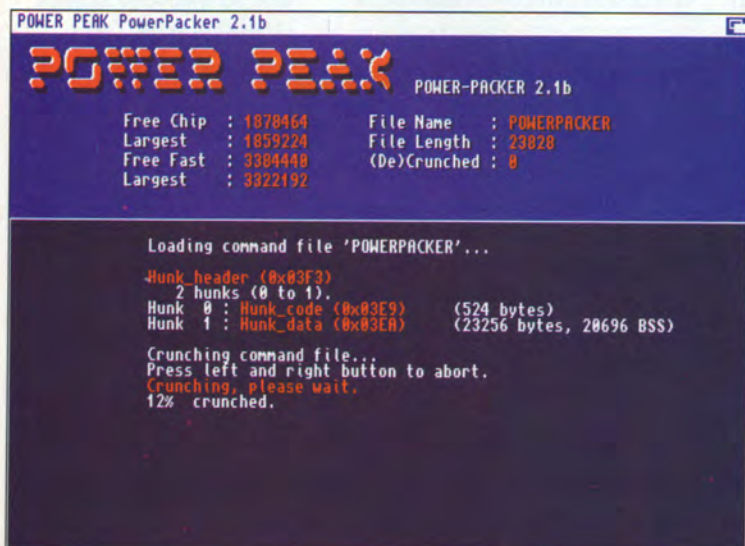 POWER PEAK PowerPacker 2.1b
POWER PEAK POWER-PACKER 2.1b
Free Chip : 1878464 File Name : POWERPACKER
Largest : 1859224 File Length : 23828
Free Fast : 3384440 (De)Crunched : 0
Largest : 3322192
Loading command file 'POWERPACKER'...
Hunk_header (0x03F3)
2 hunks (0 to 1).
Hunk 0 : Hunk_code (0x03E9) (524 bytes)
Hunk 1 : Hunk_data (0x03EA) (23256 bytes, 20696 BSS)
Crunching command file...
Press left and right button to abort.
Crunching, please wait.
12% crunched.